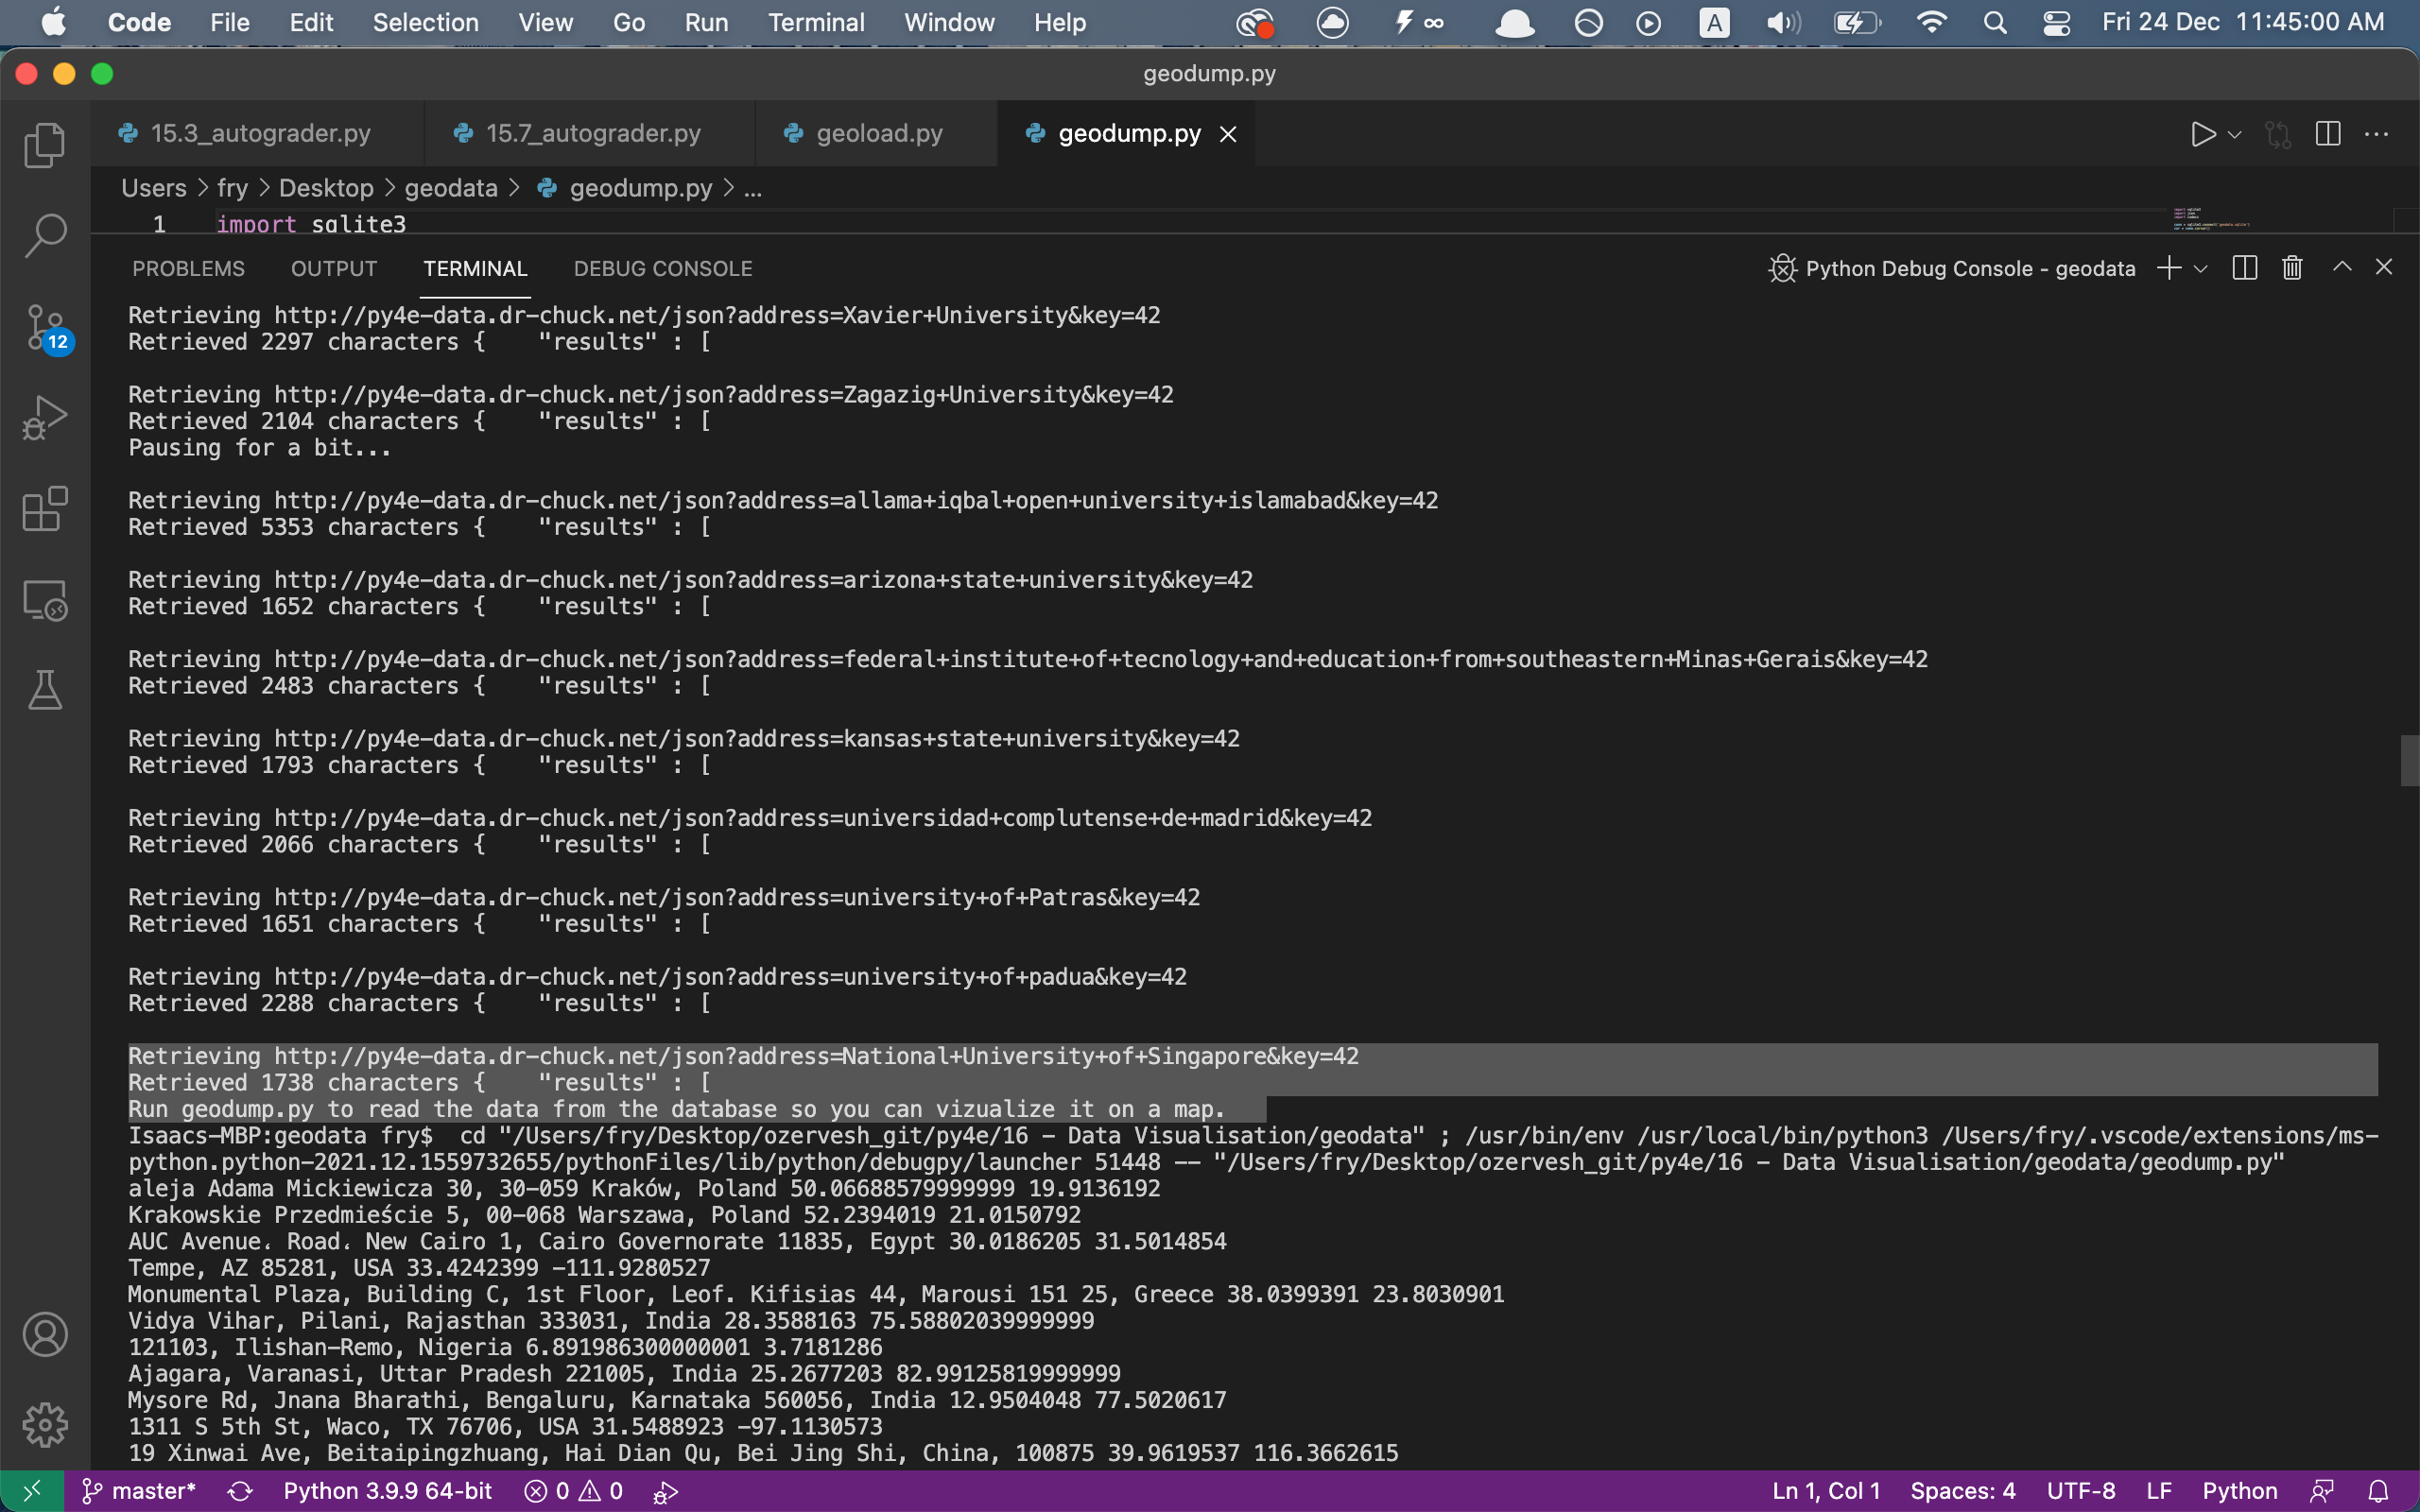 Code File Edit Selection View Go Run Terminal Window Help A Fri 24 Dec 11:45:00 AM
geodump.py
15.3_autograder.py 15.7_autograder.py geoload.py geodump.py
Users > fry > Desktop > geodata > geodump.py > ...
1 import sqlite3
PROBLEMS OUTPUT TERMINAL DEBUG CONSOLE Python Debug Console - geodata
12
Retrieving http://py4e-data.dr-chuck.net/json?address=Xavier+University&key=42
Retrieved 2297 characters {    "results" : [
Retrieving http://py4e-data.dr-chuck.net/json?address=Zagazig+University&key=42
Retrieved 2104 characters {    "results" : [
Pausing for a bit...
Retrieving http://py4e-data.dr-chuck.net/json?address=allama+iqbal+open+university+islamabad&key=42
Retrieved 5353 characters {    "results" : [
Retrieving http://py4e-data.dr-chuck.net/json?address=arizona+state+university&key=42
Retrieved 1652 characters {    "results" : [
Retrieving http://py4e-data.dr-chuck.net/json?address=federal+institute+of+tecnology+and+education+from+southeastern+Minas+Gerais&key=42
Retrieved 2483 characters {    "results" : [
Retrieving http://py4e-data.dr-chuck.net/json?address=kansas+state+university&key=42
Retrieved 1793 characters {    "results" : [
Retrieving http://py4e-data.dr-chuck.net/json?address=universidad+complutense+de+madrid&key=42
Retrieved 2066 characters {    "results" : [
Retrieving http://py4e-data.dr-chuck.net/json?address=university+of+Patras&key=42
Retrieved 1651 characters {    "results" : [
Retrieving http://py4e-data.dr-chuck.net/json?address=university+of+padua&key=42
Retrieved 2288 characters {    "results" : [
Retrieving http://py4e-data.dr-chuck.net/json?address=National+University+of+Singapore&key=42
Retrieved 1738 characters {    "results" : [
Run geodump.py to read the data from the database so you can vizualize it on a map.
Isaacs-MBP:geodata fry$  cd "/Users/fry/Desktop/ozervesh_git/py4e/16 - Data Visualisation/geodata" ; /usr/bin/env /usr/local/bin/python3 /Users/fry/.vscode/extensions/ms-
python.python-2021.12.1559732655/pythonFiles/lib/python/debugpy/launcher 51448 -- "/Users/fry/Desktop/ozervesh_git/py4e/16 - Data Visualisation/geodata/geodump.py"
aleja Adama Mickiewicza 30, 30-059 Kraków, Poland 50.06688579999999 19.9136192
Krakowskie Przedmieście 5, 00-068 Warszawa, Poland 52.2394019 21.0150792
AUC Avenue، Road، New Cairo 1, Cairo Governorate 11835, Egypt 30.0186205 31.5014854
Tempe, AZ 85281, USA 33.4242399 -111.9280527
Monumental Plaza, Building C, 1st Floor, Leof. Kifisias 44, Marousi 151 25, Greece 38.0399391 23.8030901
Vidya Vihar, Pilani, Rajasthan 333031, India 28.3588163 75.58802039999999
121103, Ilishan-Remo, Nigeria 6.891986300000001 3.7181286
Ajagara, Varanasi, Uttar Pradesh 221005, India 25.2677203 82.99125819999999
Mysore Rd, Jnana Bharathi, Bengaluru, Karnataka 560056, India 12.9504048 77.5020617
1311 S 5th St, Waco, TX 76706, USA 31.5488923 -97.1130573
19 Xinwai Ave, Beitaipingzhuang, Hai Dian Qu, Bei Jing Shi, China, 100875 39.9619537 116.3662615
master* Python 3.9.9 64-bit 0 0 Ln 1, Col 1 Spaces: 4 UTF-8 LF Python